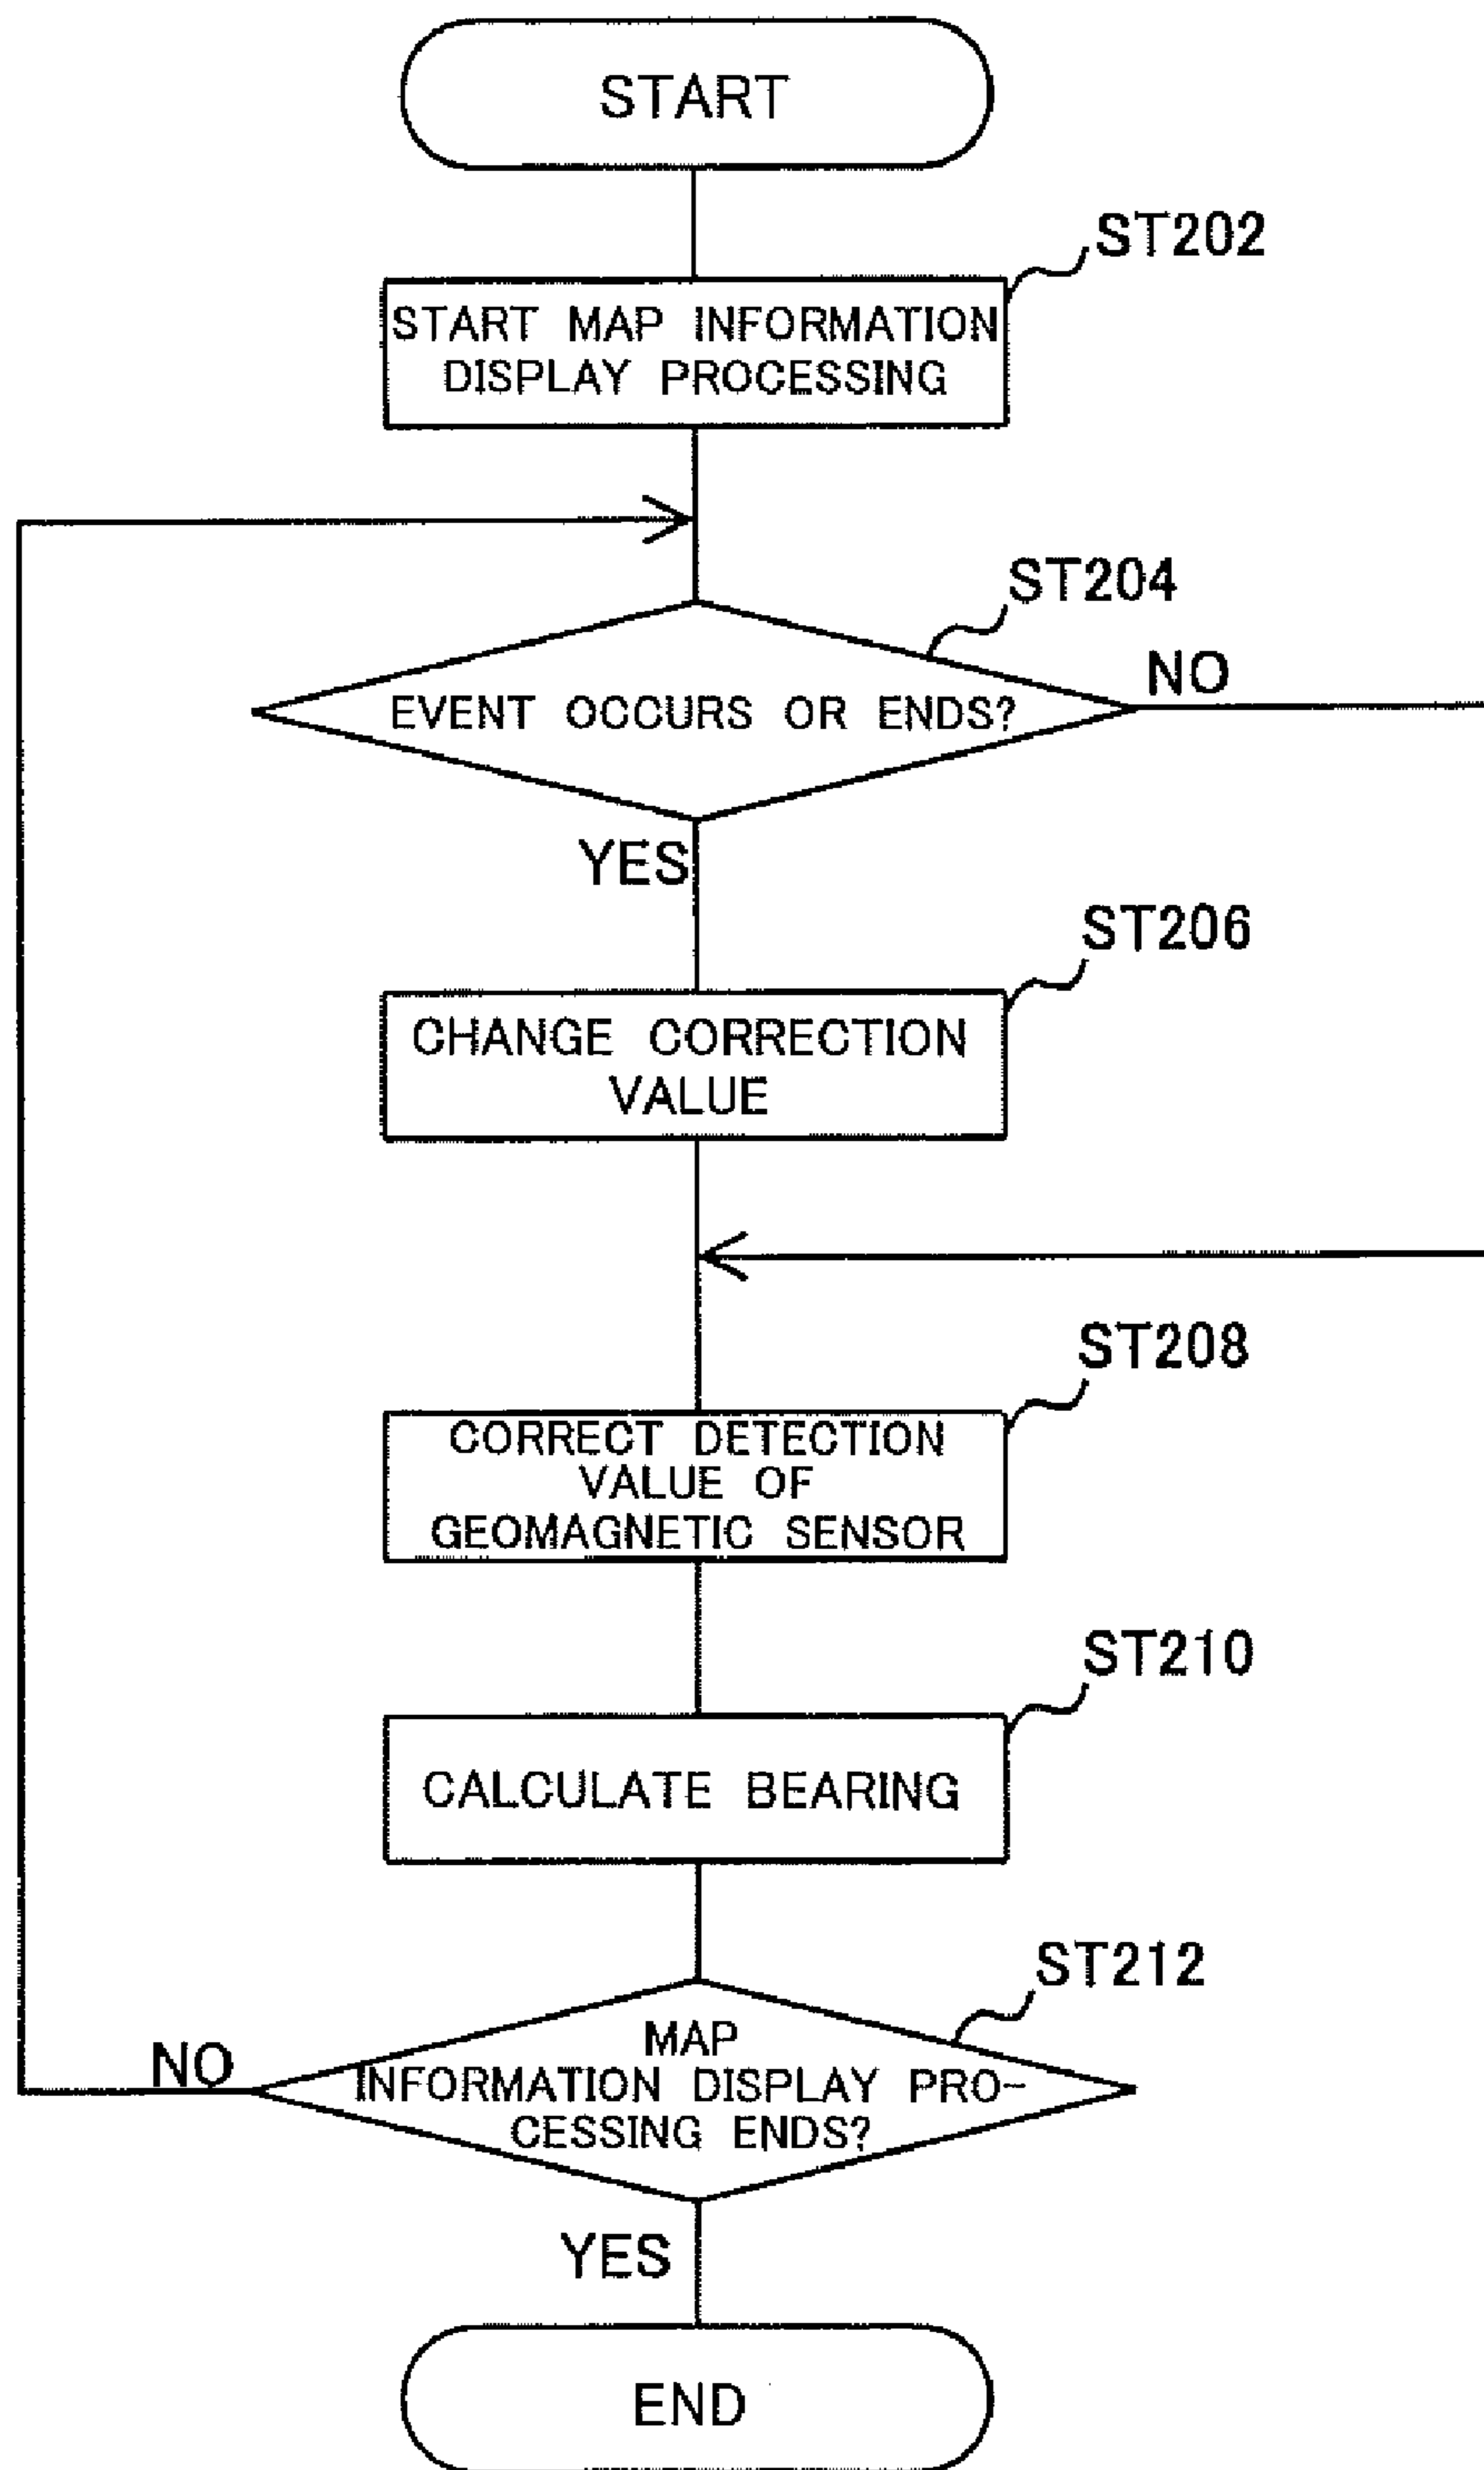 START
ST202
START MAP INFORMATION
DISPLAY PROCESSING
ST204
EVENT OCCURS OR ENDS?
NO
YES
ST206
CHANGE CORRECTION
VALUE
ST208
CORRECT DETECTION
VALUE OF
GEOMAGNETIC SENSOR
ST210
CALCULATE BEARING
ST212
MAP
INFORMATION DISPLAY PRO-
CESSING ENDS?
NO
YES
END